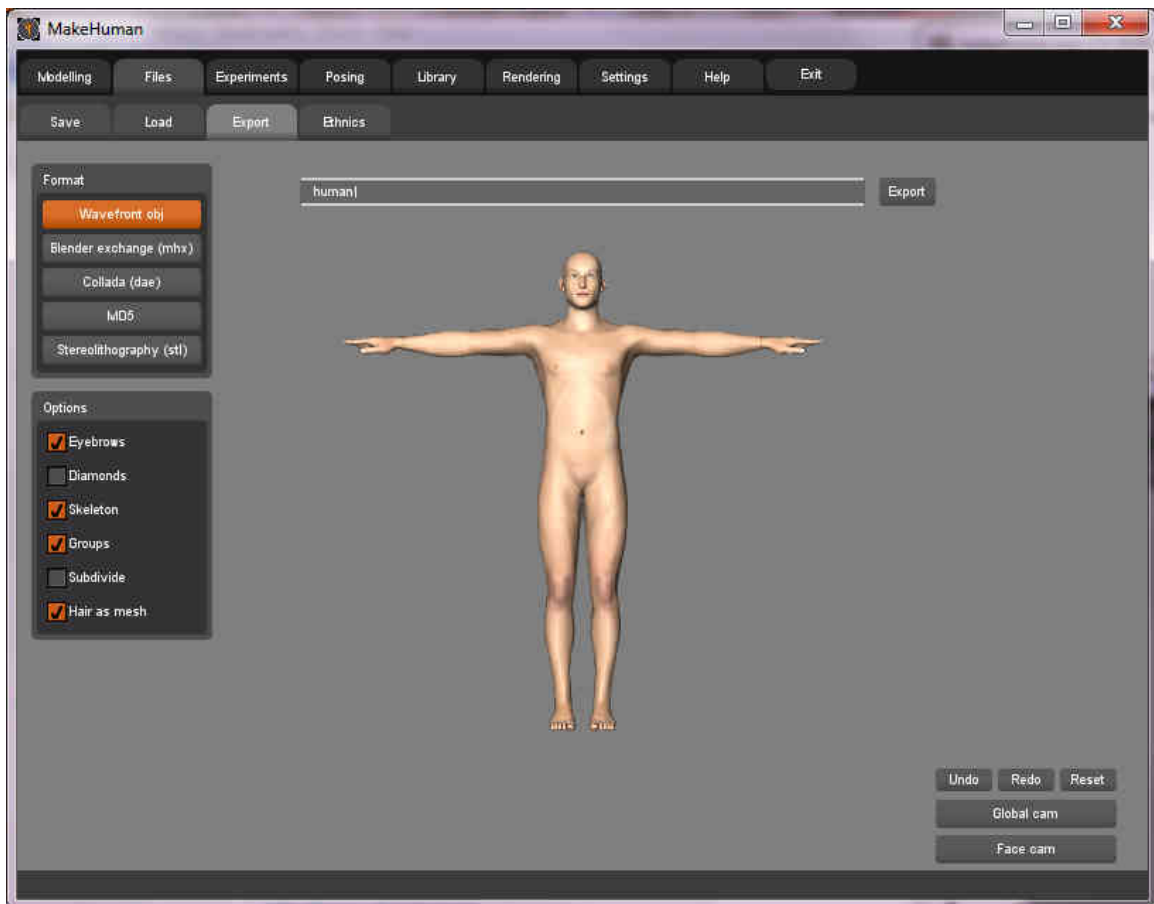 MakeHuman
Modelling Files Experiments Posing Library Rendering Settings Help Exit
Save Load Export Ethnics
Format
human
Export
Wavefront obj
Blender exchange (mhx)
Collada (dae)
MD5
Stereolithography (stl)
Options
Eyebrows
Diamonds
Skeleton
Groups
Subdivide
Hair as mesh
Undo Redo Reset
Global cam
Face cam